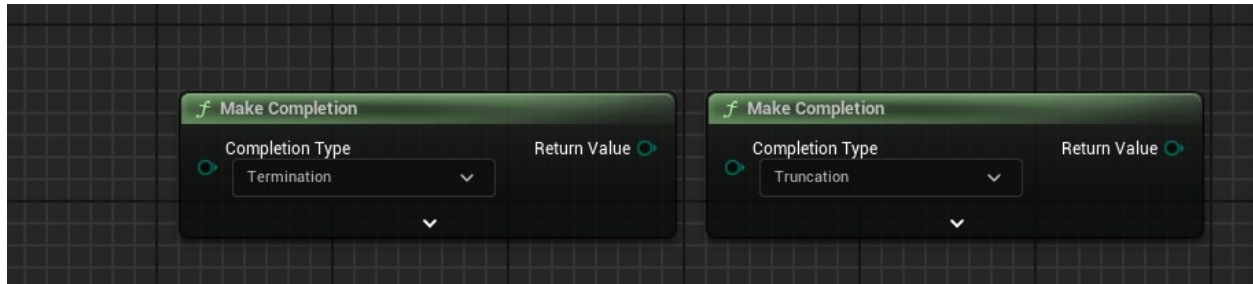 f Make Completion
Completion Type
Return Value
Termination
f Make Completion
Completion Type
Return Value
Truncation